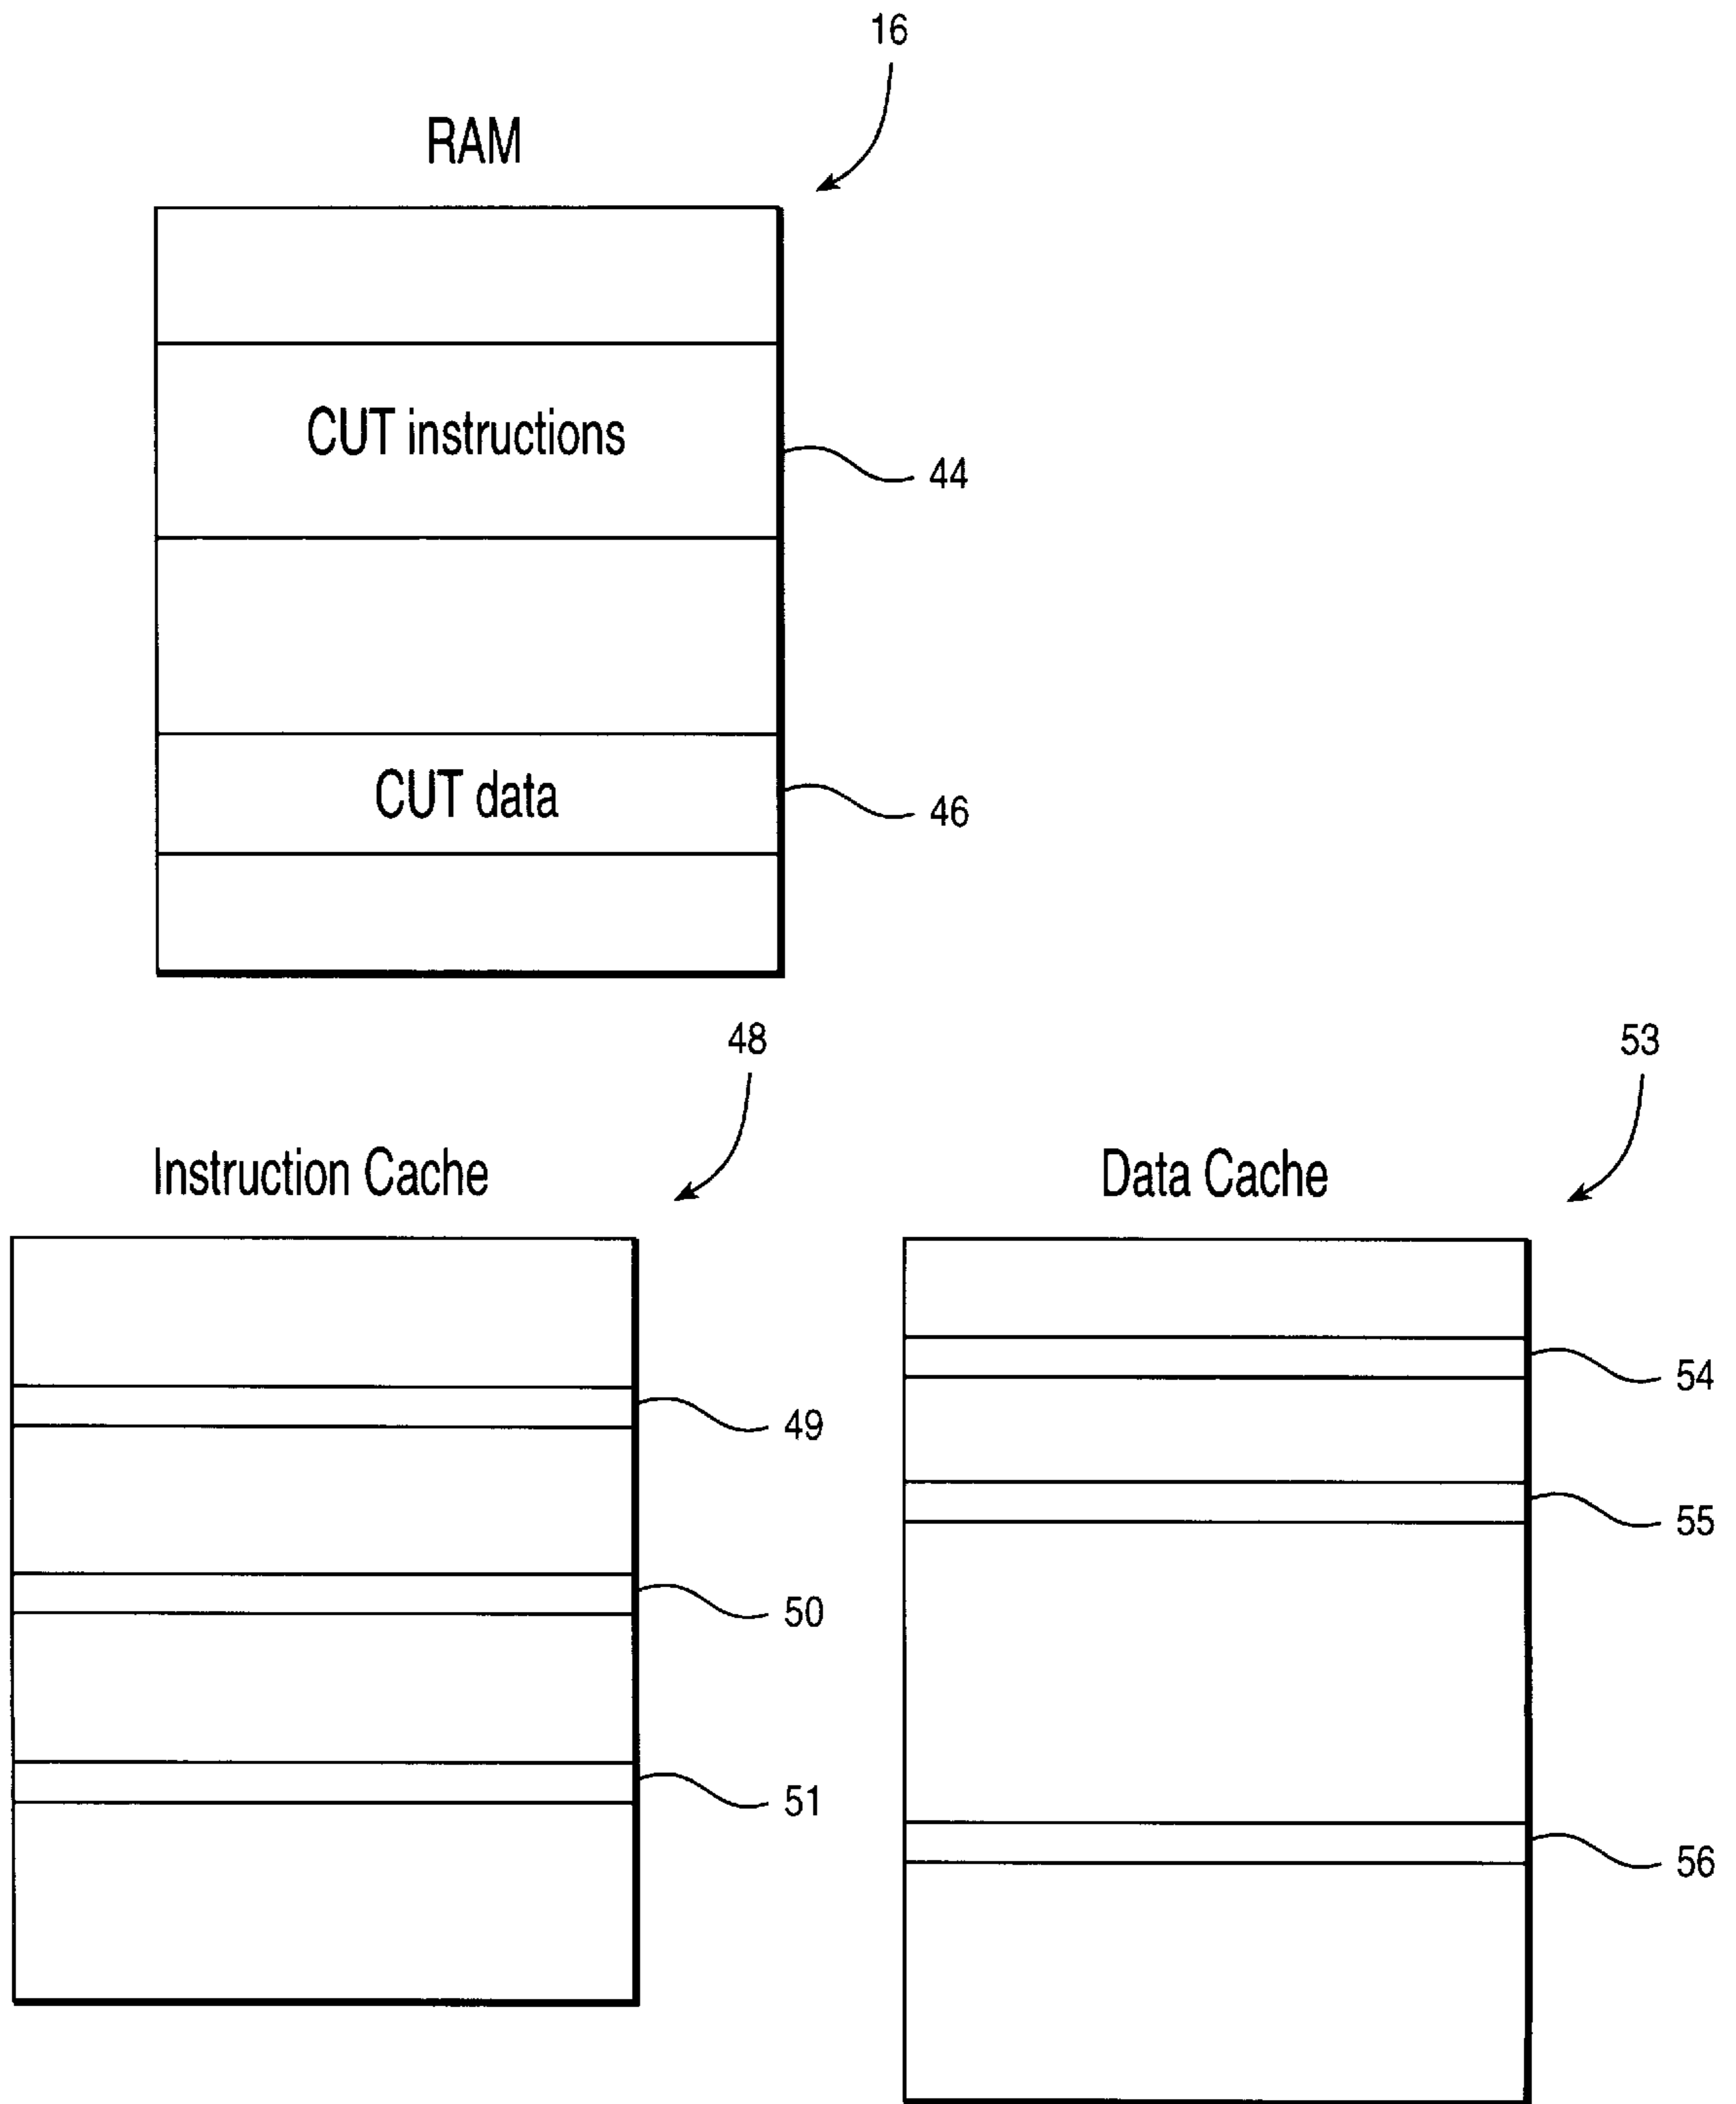 16
RAM
CUT instructions
44
CUT data
46
48
53
Instruction Cache
Data Cache
54
49
55
50
51
56